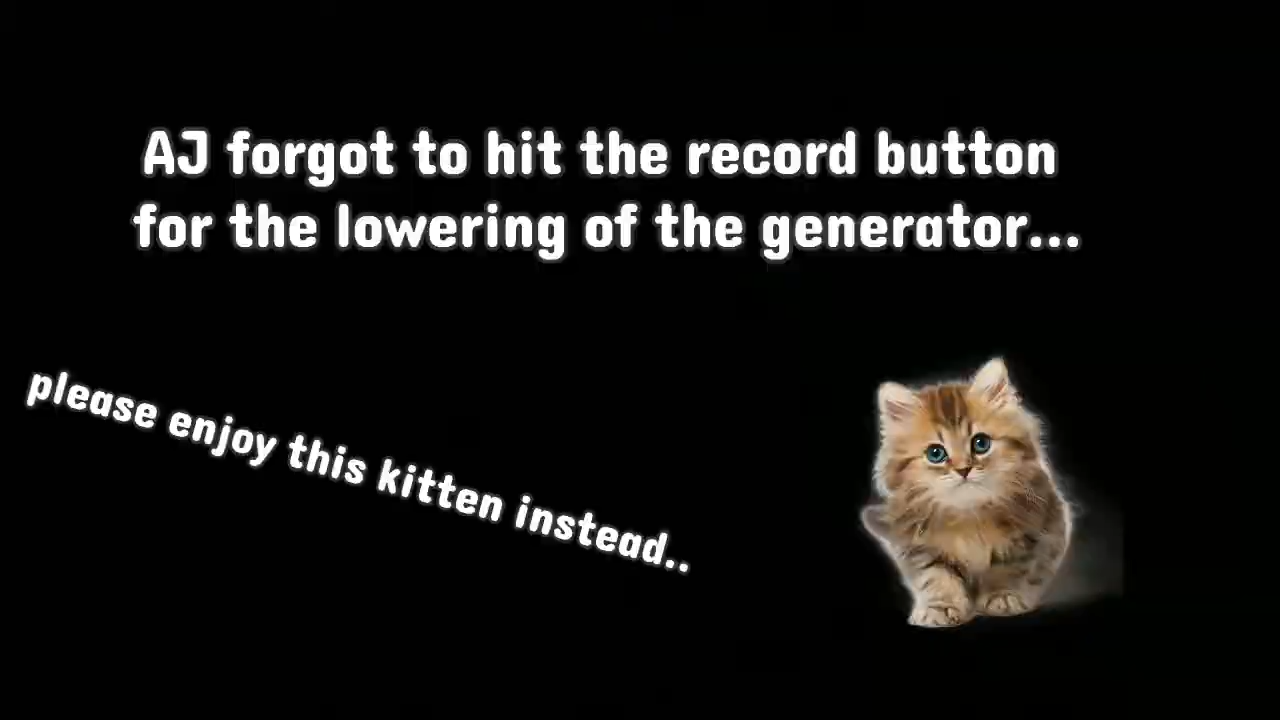 AJ forgot to hit the record button
for the lowering of the generator...
please enjoy this kitten instead..